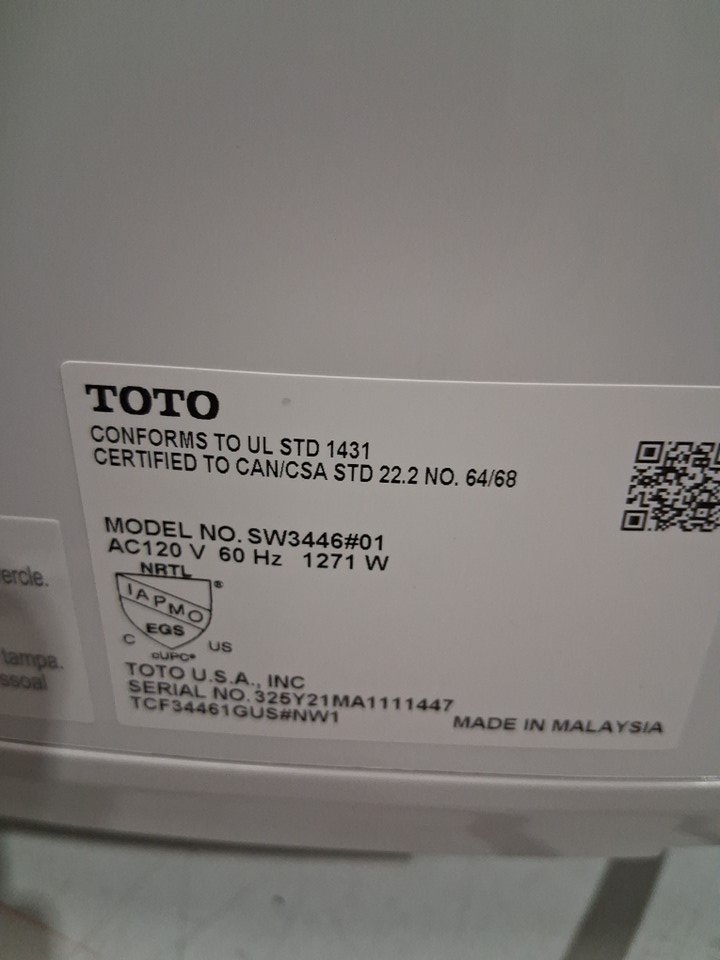 TOTO
CONFORMS TO UL STD 1431
CERTIFIED TO CAN/CSA STD 22.2 NO. 64/68
MODEL NO. SW3446#01
AC120 V 60 Hz 1271 W
NRTL
®
IAPMO
EGS
C US
cUPC®
TOTO U.S.A., INC
SERIAL NO. 325Y21MA1111447
TCF34461GUS#NW1
MADE IN MALAYSIA
ercle.
tampa.
ssoal